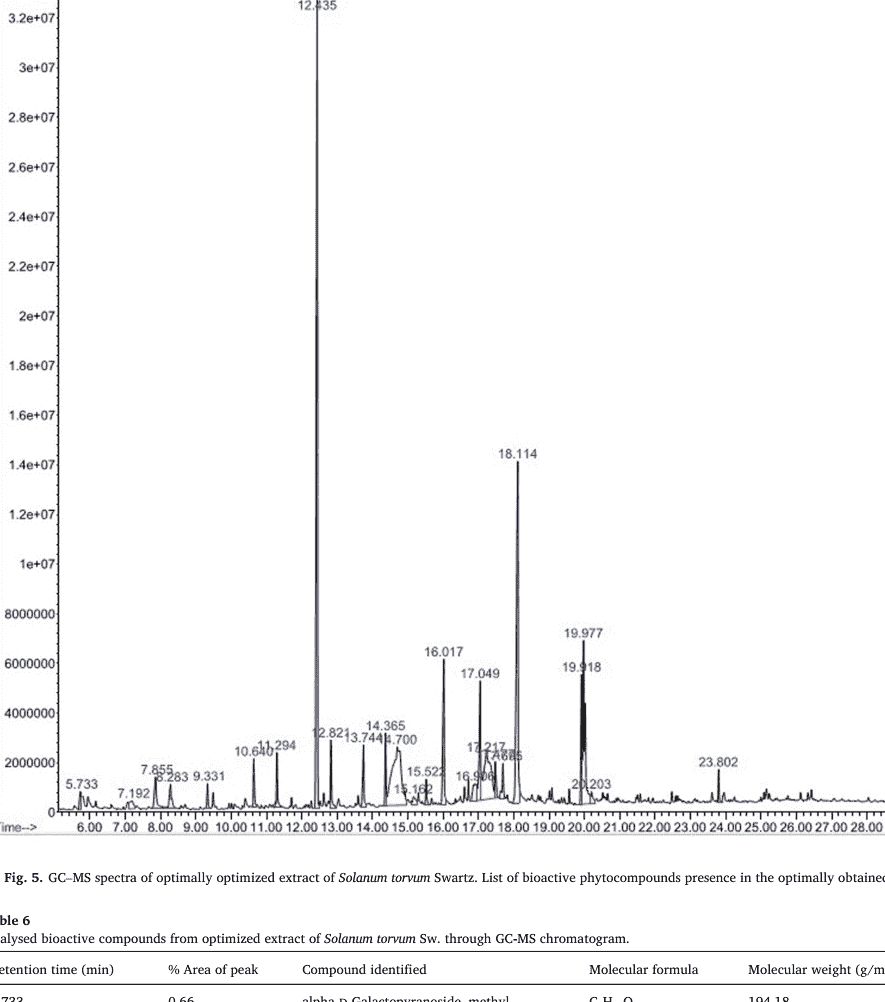 12.435
3.2e+07
3e+07
2.8e+07
2.6e+07
2.4e+07
2.2e+07
2e+07
1.8e+07
1.6e+07
1.4e+07
18.114
1.2e+07
1e+07
8000000
19.977
6000000
16.017
19.918
17.049
4000000
14.365
12.821
13.744
14.700
17.217
10.640
11.294
2000000
23.802
7.855
15.522
5.733
8.283
9.331
16.906
15.162
20.203
7.192
0
Time-->
6.00 7.00 8.00 9.00 10.00 11.00 12.00 13.00 14.00 15.00 16.00 17.00 18.00 19.00 20.00 21.00 22.00 23.00 24.00 25.00 26.00 27.00 28.00
Fig. 5. GC–MS spectra of optimally optimized extract of Solanum torvum Swartz. List of bioactive phytocompounds presence in the optimally obtained
ble 6
alysed bioactive compounds from optimized extract of Solanum torvum Sw. through GC-MS chromatogram.
etention time (min) % Area of peak Compound identified Molecular formula Molecular weight (g/m
733 0.66 alpha-D-Galactopyranoside, methyl 194.18